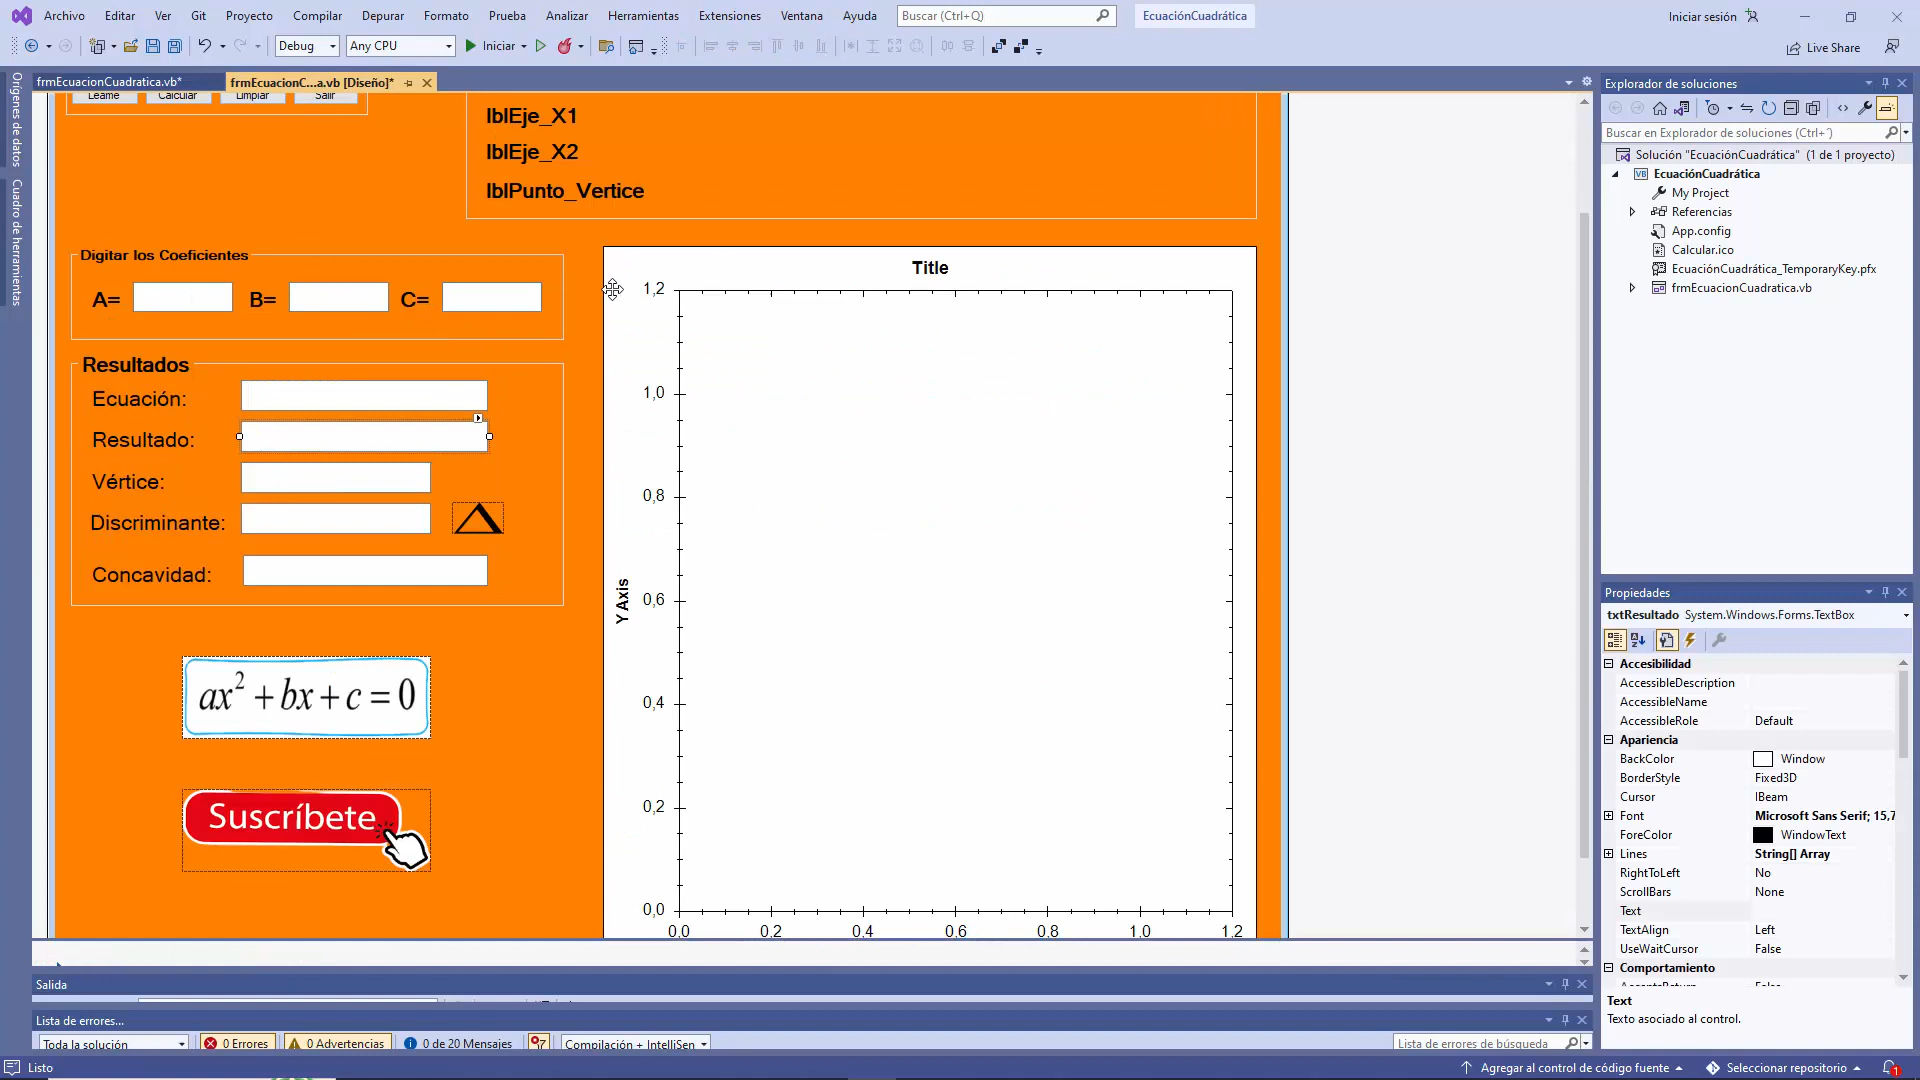 Archivo Editar Ver Git Proyecto Compilar Depurar Formato Prueba Analizar Herramientas Extensiones Ventana Ayuda Buscar (Ctrl+Q) EcuaciónCuadrática Iniciar sesión
Debug Any CPU Iniciar Live Share
Orígenes de datos
Cuadro de herramientas
frmEcuacionCuadratica.vb* frmEcuacionC...a.vb [Diseño]*
Leame Calcular Limpiar Salir
lblEje_X1
lblEje_X2
lblPunto_Vertice
Digitar los Coeficientes
A= B= C=
Resultados
Ecuación:
Resultado:
Vértice:
Discriminante:
Concavidad:
ax² + bx + c = 0
Suscríbete
Title
Y Axis
1,2
1,0
0,8
0,6
0,4
0,2
0,0
0,0 0,2 0,4 0,6 0,8 1,0 1,2
Explorador de soluciones
Buscar en Explorador de soluciones (Ctrl+´)
Solución "EcuaciónCuadrática" (1 de 1 proyecto)
VB EcuaciónCuadrática
My Project
Referencias
App.config
Calcular.ico
EcuaciónCuadrática_TemporaryKey.pfx
frmEcuacionCuadratica.vb
Propiedades
txtResultado System.Windows.Forms.TextBox
Accesibilidad
AccessibleDescription
AccessibleName
AccessibleRole Default
Apariencia
BackColor Window
BorderStyle Fixed3D
Cursor IBeam
Font Microsoft Sans Serif; 15,7
ForeColor WindowText
Lines String[] Array
RightToLeft No
ScrollBars None
Text
TextAlign Left
UseWaitCursor False
Comportamiento
AcceptsReturn False
Text
Texto asociado al control.
Salida
Lista de errores...
Toda la solución 0 Errores 0 Advertencias 0 de 20 Mensajes Compilación + IntelliSen Lista de errores de búsqueda
Listo Agregar al control de código fuente Seleccionar repositorio 1